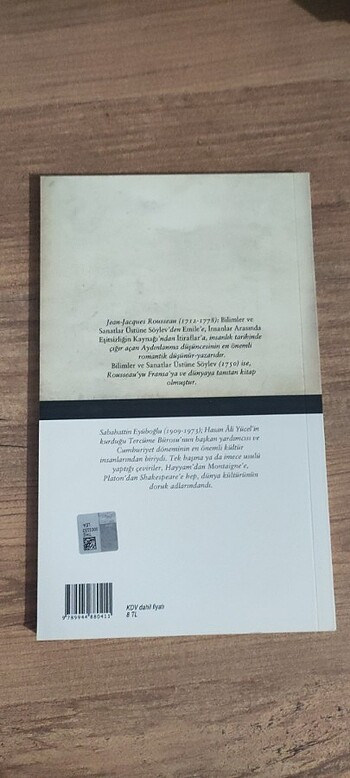 Jean-Jacques Rousseau (1712-1778): Bilimler ve
Sanatlar Üstüne Söylev'den Emile'e, İnsanlar Arasında
Eşitsizliğin Kaynağı'ndan İtiraflar'a, insanlık tarihinde
çığır açan Aydınlanma düşüncesinin en önemli
romantik düşünür-yazarıdır.
Bilimler ve Sanatlar Üstüne Söylev (1750) ise,
Rousseau'yu Fransa'ya ve dünyaya tanıtan kitap
olmuştur.
Sabahattin Eyüboğlu (1909-1973); Hasan Âli Yücel'in
kurduğu Tercüme Bürosu'nun başkan yardımcısı ve
Cumhuriyet döneminin en önemli kültür
insanlarından biriydi. Tek başına ya da imece usulü
yaptığı çeviriler, Hayyam'dan Montaigne'e,
Platon'dan Shakespeare'e hep, dünya kültürünün
doruk adlarındandı.
KDV dahil fiyatı
8 TL
9 789944 880411